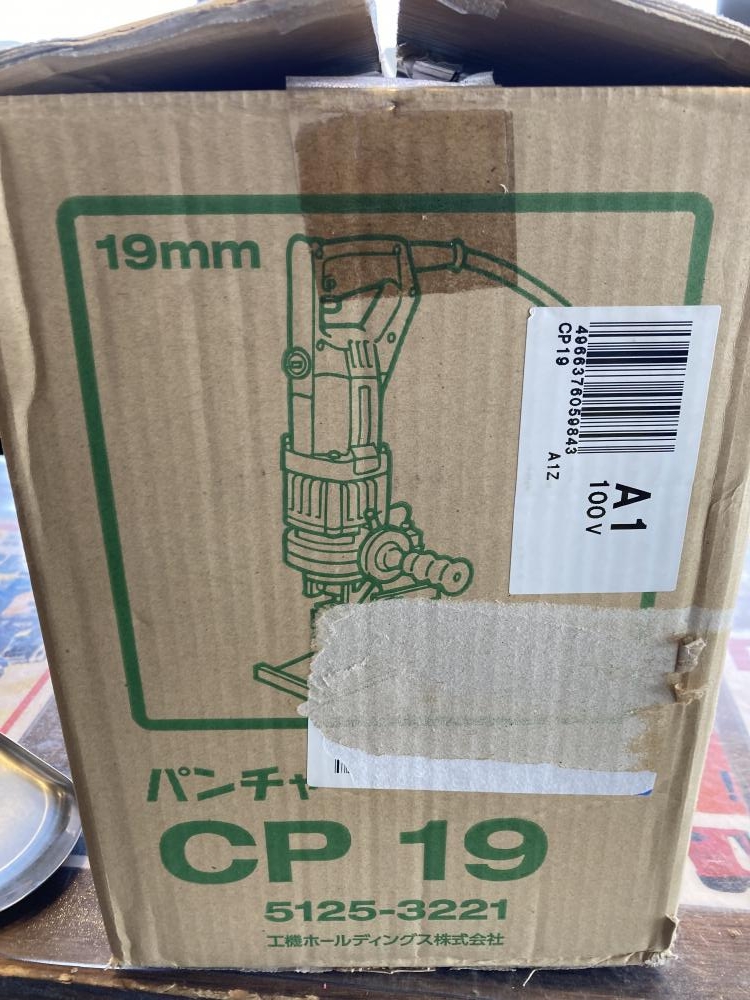 19mm
4966376059843
CP19
A1Z
A1
100V
パンチャ
CP 19
5125-3221
工機ホールディングス株式会社